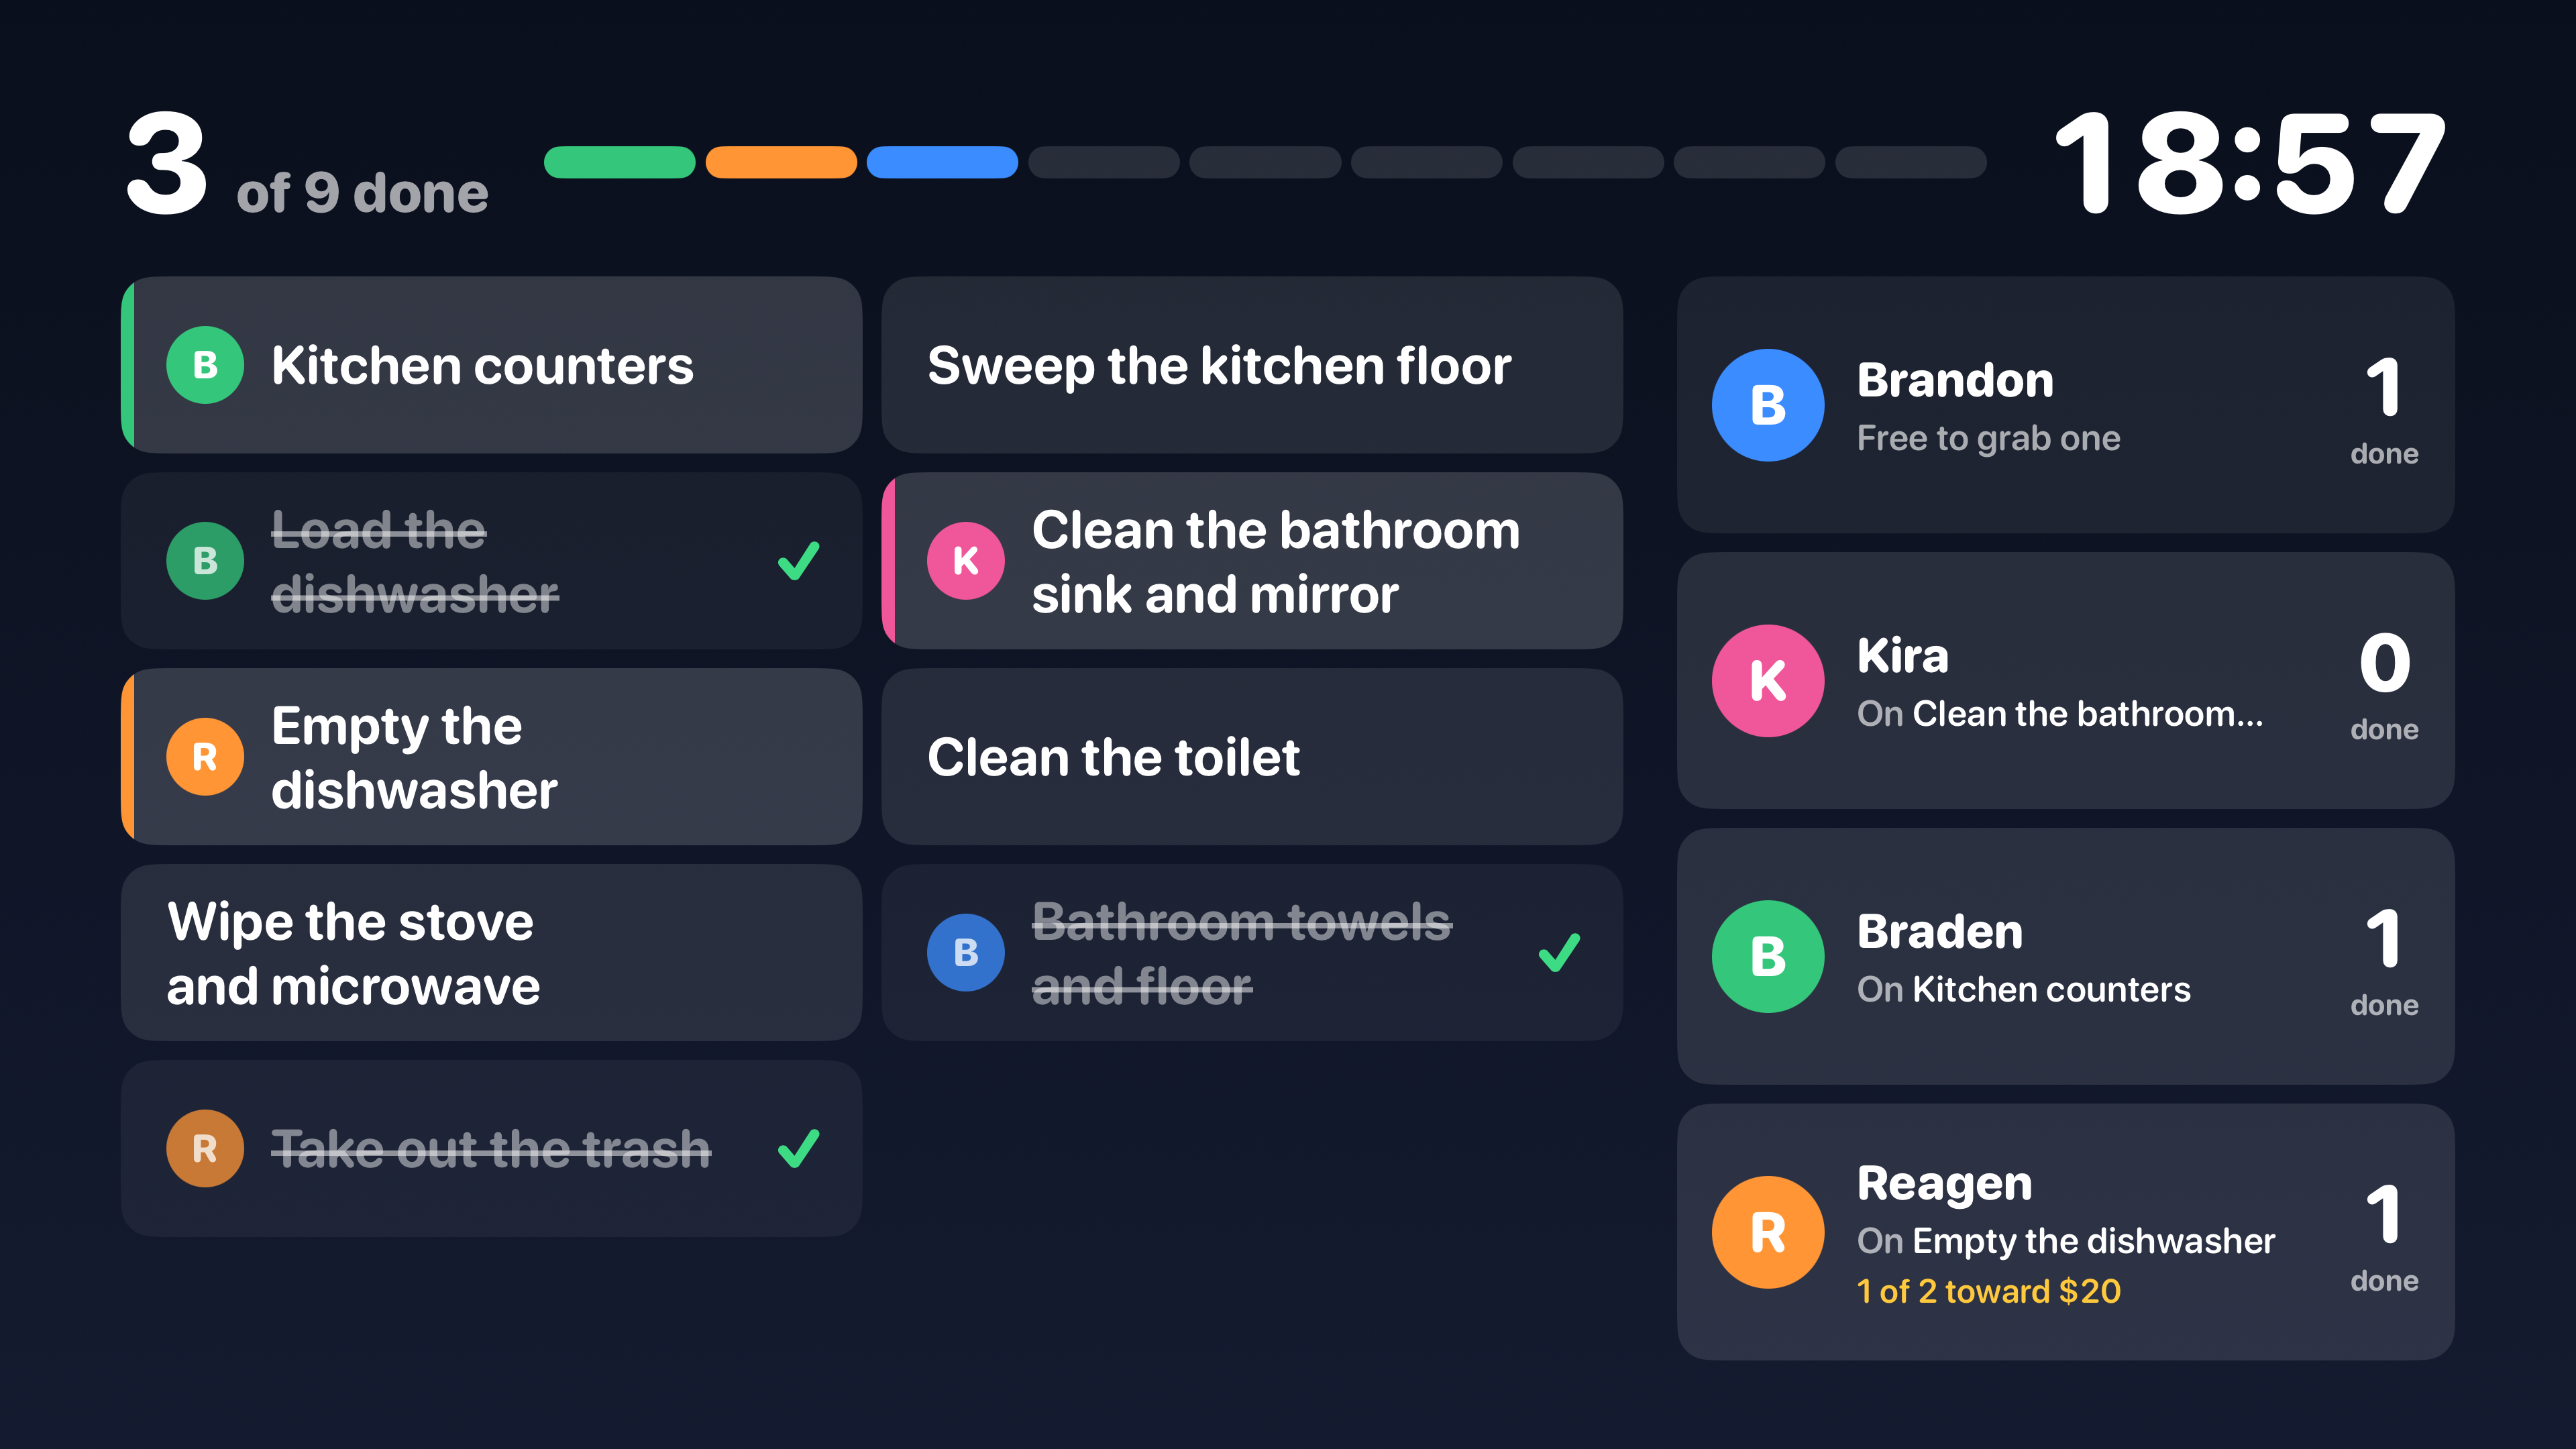 3 of 9 done
18:57
B
Kitchen counters
B
Load the
dishwasher
R
Empty the
dishwasher
Wipe the stove
and microwave
R
Take out the trash
Sweep the kitchen floor
K
Clean the bathroom
sink and mirror
Clean the toilet
B
Bathroom towels
and floor
B
Brandon
Free to grab one
1
done
K
Kira
On Clean the bathroom...
0
done
B
Braden
On Kitchen counters
1
done
R
Reagen
On Empty the dishwasher
1 of 2 toward $20
1
done